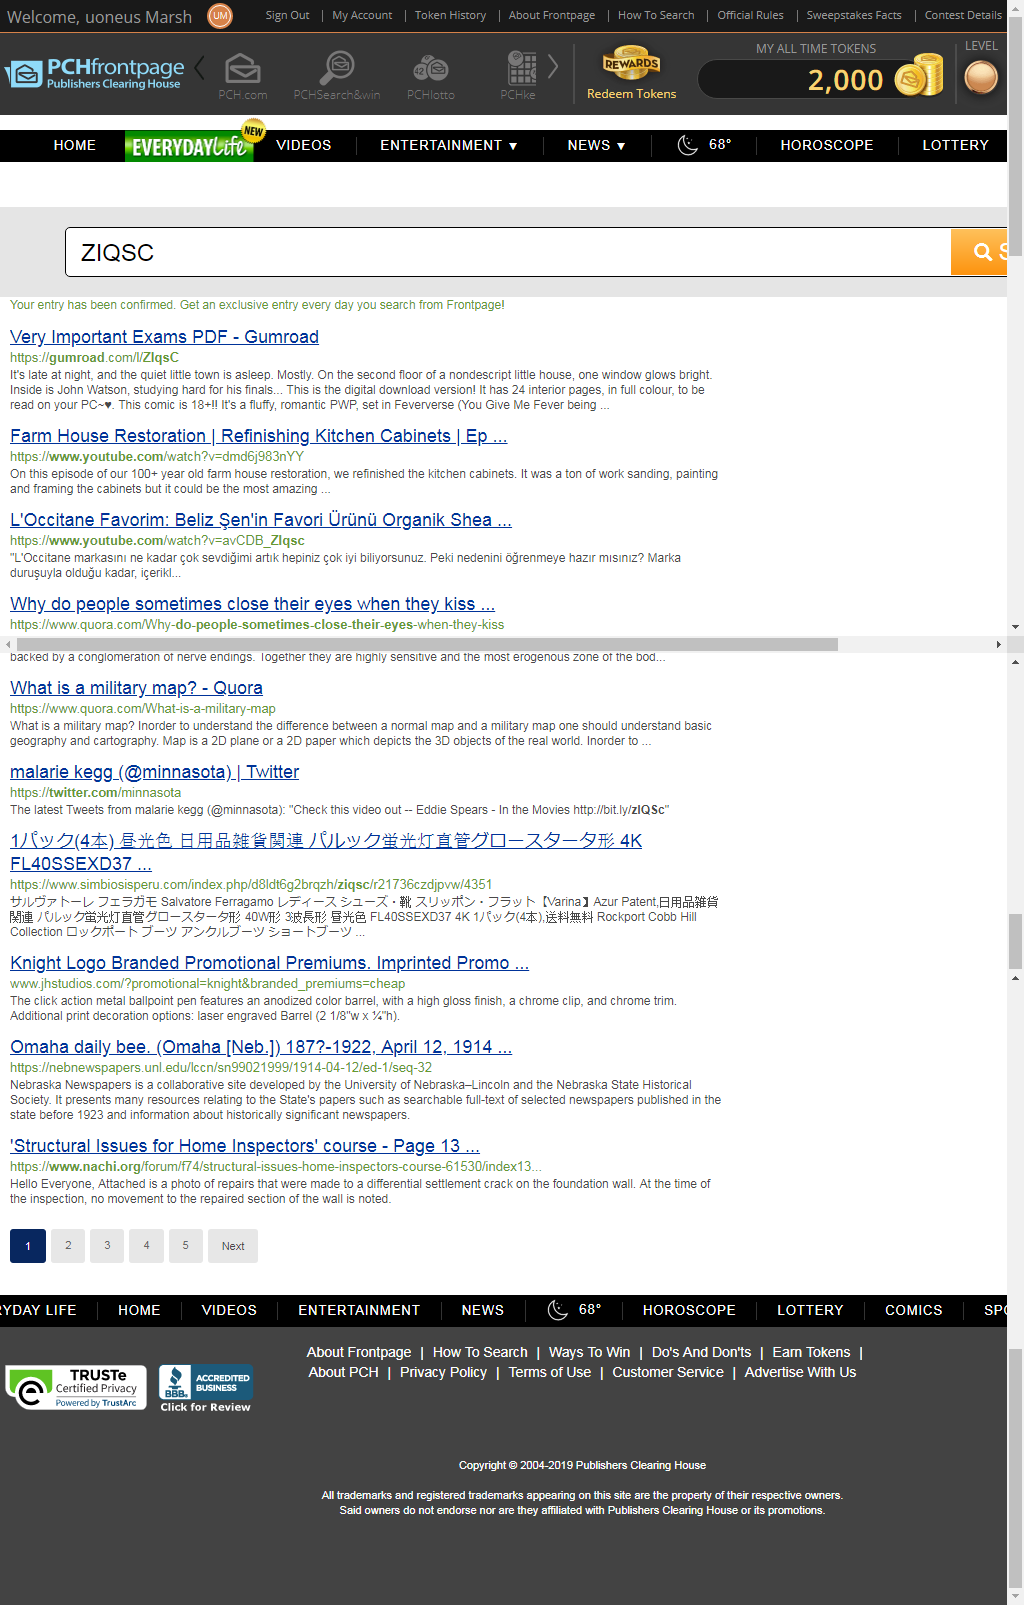 Welcome, uoneus Marsh UM Sign Out | My Account | Token History | About Frontpage | How To Search | Official Rules | Sweepstakes Facts | Contest Details
PCHfrontpage
Publishers Clearing House
PCH.com PCHSearch&win PCHlotto PCHke
REWARDS
Redeem Tokens
MY ALL TIME TOKENS
2,000
LEVEL
HOME EVERYDAY Life NEW VIDEOS ENTERTAINMENT ▼ NEWS ▼ 68° HOROSCOPE LOTTERY
ZIQSC
S
Your entry has been confirmed. Get an exclusive entry every day you search from Frontpage!
Very Important Exams PDF - Gumroad
https://gumroad.com/l/ZIqsC
It's late at night, and the quiet little town is asleep. Mostly. On the second floor of a nondescript little house, one window glows bright.
Inside is John Watson, studying hard for his finals... This is the digital download version! It has 24 interior pages, in full colour, to be
read on your PC~♥. This comic is 18+!! It's a fluffy, romantic PWP, set in Feververse (You Give Me Fever being ...
Farm House Restoration | Refinishing Kitchen Cabinets | Ep ...
https://www.youtube.com/watch?v=dmd6j983nYY
On this episode of our 100+ year old farm house restoration, we refinished the kitchen cabinets. It was a ton of work sanding, painting
and framing the cabinets but it could be the most amazing ...
L'Occitane Favorim: Beliz Şen'in Favori Ürünü Organik Shea ...
https://www.youtube.com/watch?v=avCDB_ZIqsc
"L'Occitane markasını ne kadar çok sevdiğimi artık hepiniz çok iyi biliyorsunuz. Peki nedenini öğrenmeye hazır mısınız? Marka
duruşuyla olduğu kadar, içerikl...
Why do people sometimes close their eyes when they kiss ...
https://www.quora.com/Why-do-people-sometimes-close-their-eyes-when-they-kiss
backed by a conglomeration of nerve endings. Together they are highly sensitive and the most erogenous zone of the bod...
What is a military map? - Quora
https://www.quora.com/What-is-a-military-map
What is a military map? Inorder to understand the difference between a normal map and a military map one should understand basic
geography and cartography. Map is a 2D plane or a 2D paper which depicts the 3D objects of the real world. Inorder to ...
malarie kegg (@minnasota) | Twitter
https://twitter.com/minnasota
The latest Tweets from malarie kegg (@minnasota): "Check this video out -- Eddie Spears - In the Movies http://bit.ly/zIQSc"
1パック(4本) 昼光色 日用品雑貨関連 パルック蛍光灯直管グロースタータ形 4K
FL40SSEXD37 ...
https://www.simbiosisperu.com/index.php/d8ldt6g2brqzh/ziqsc/r21736czdjpvw/4351
サルヴァトーレ フェラガモ Salvatore Ferragamo レディース シューズ・靴 スリッポン・フラット【Varina】Azur Patent,日用品雑貨
関連 パルック蛍光灯直管グロースタータ形 40W形 3波長形 昼光色 FL40SSEXD37 4K 1パック(4本),送料無料 Rockport Cobb Hill
Collection ロックポート ブーツ アンクルブーツ ショートブーツ ...
Knight Logo Branded Promotional Premiums. Imprinted Promo ...
www.jhstudios.com/?promotional=knight&branded_premiums=cheap
The click action metal ballpoint pen features an anodized color barrel, with a high gloss finish, a chrome clip, and chrome trim.
Additional print decoration options: laser engraved Barrel (2 1/8"w x ¼"h).
Omaha daily bee. (Omaha [Neb.]) 187?-1922, April 12, 1914 ...
https://nebnewspapers.unl.edu/lccn/sn99021999/1914-04-12/ed-1/seq-32
Nebraska Newspapers is a collaborative site developed by the University of Nebraska–Lincoln and the Nebraska State Historical
Society. It presents many resources relating to the State's papers such as searchable full-text of selected newspapers published in the
state before 1923 and information about historically significant newspapers.
'Structural Issues for Home Inspectors' course - Page 13 ...
https://www.nachi.org/forum/f74/structural-issues-home-inspectors-course-61530/index13...
Hello Everyone, Attached is a photo of repairs that were made to a differential settlement crack on the foundation wall. At the time of
the inspection, no movement to the repaired section of the wall is noted.
1 2 3 4 5 Next
RYDAY LIFE HOME VIDEOS ENTERTAINMENT NEWS 68° HOROSCOPE LOTTERY COMICS SPO
About Frontpage | How To Search | Ways To Win | Do's And Don'ts | Earn Tokens |
About PCH | Privacy Policy | Terms of Use | Customer Service | Advertise With Us
TRUSTe
Certified Privacy
Powered by TrustArc
BBB.
ACCREDITED
BUSINESS
Click for Review
Copyright © 2004-2019 Publishers Clearing House
All trademarks and registered trademarks appearing on this site are the property of their respective owners.
Said owners do not endorse nor are they affiliated with Publishers Clearing House or its promotions.